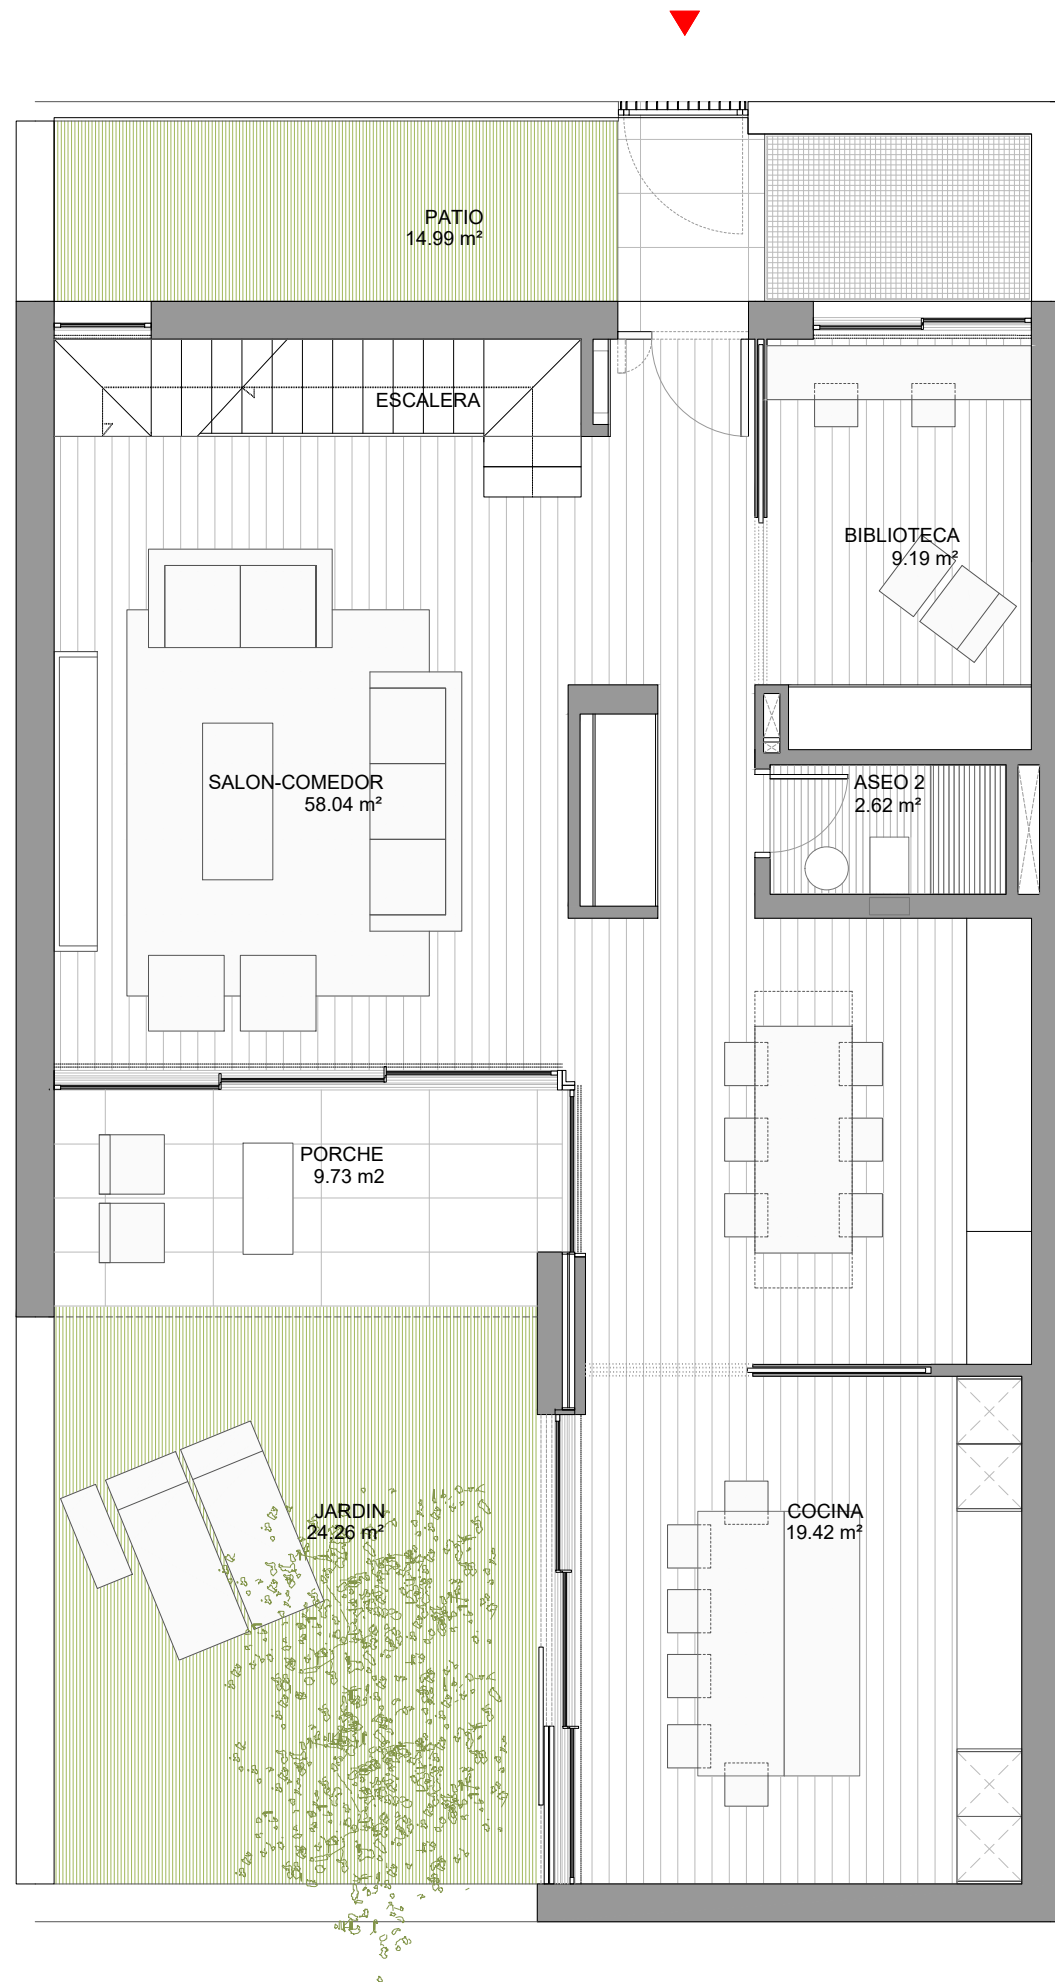 PATIO
14.99 m²
ESCALERA
BIBLIOTECA
9.19 m²
SALON-COMEDOR
58.04 m²
ASEO 2
2.62 m²
PORCHE
9.73 m2
JARDIN
24.26 m²
COCINA
19.42 m²